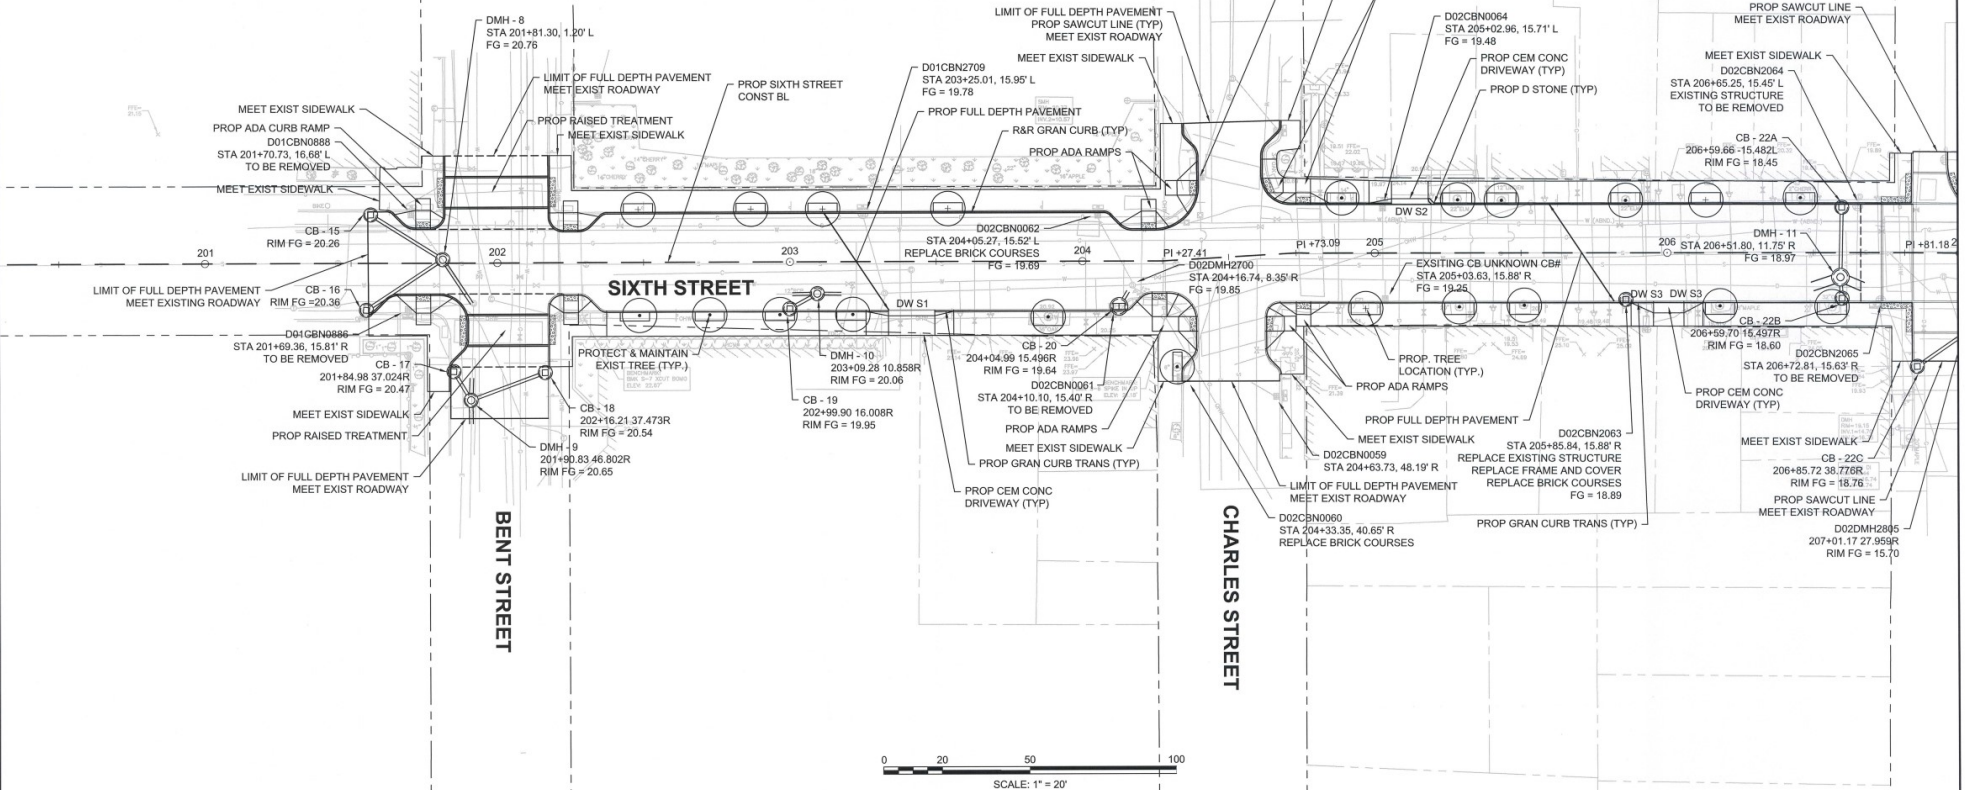 DMH - 8
STA 201+81.30, 1.20' L
FG = 20.76
LIMIT OF FULL DEPTH PAVEMENT
MEET EXIST ROADWAY
MEET EXIST SIDEWALK
PROP ADA CURB RAMP
D01CBN0888
STA 201+70.73, 16.68' L
TO BE REMOVED
MEET EXIST SIDEWALK
PROP RAISED TREATMENT
MEET EXIST SIDEWALK
PROP SIXTH STREET
CONST BL
D01CBN2709
STA 203+25.01, 15.95' L
FG = 19.78
PROP FULL DEPTH PAVEMENT
R&R GRAN CURB (TYP)
PROP ADA RAMPS
LIMIT OF FULL DEPTH PAVEMENT
PROP SAWCUT LINE (TYP)
MEET EXIST ROADWAY
MEET EXIST SIDEWALK
D02CBN0064
STA 205+02.96, 15.71' L
FG = 19.48
PROP CEM CONC
DRIVEWAY (TYP)
PROP D STONE (TYP)
PROP SAWCUT LINE
MEET EXIST ROADWAY
MEET EXIST SIDEWALK
D02CBN2064
STA 206+65.25, 15.45' L
EXISTING STRUCTURE
TO BE REMOVED
CB - 22A
206+59.66 -15.482L
RIM FG = 18.45
CB - 15
RIM FG = 20.26
201
202
203
204
205
206
D02CBN0062
STA 204+05.27, 15.52' L
REPLACE BRICK COURSES
FG = 19.69
PI +27.41
PI +73.09
DW S2
DMH - 11
STA 206+51.80, 11.75' R
FG = 18.97
PI +81.18
LIMIT OF FULL DEPTH PAVEMENT
MEET EXISTING ROADWAY
CB - 16
RIM FG =20.36
SIXTH STREET
DW S1
D02DMH2700
STA 204+16.74, 8.35' R
FG = 19.85
EXSITING CB UNKNOWN CB#
STA 205+03.63, 15.88' R
FG = 19.25
DW S3
DW S3
D01CBN0886
STA 201+69.36, 15.81' R
TO BE REMOVED
CB - 17
201+84.98 37.024R
RIM FG = 20.47
MEET EXIST SIDEWALK
PROP RAISED TREATMENT
LIMIT OF FULL DEPTH PAVEMENT
MEET EXIST ROADWAY
CB - 18
202+16.21 37.473R
RIM FG = 20.54
DMH - 9
201+90.83 46.802R
RIM FG = 20.65
PROTECT & MAINTAIN
EXIST TREE (TYP.)
DMH - 10
203+09.28 10.858R
RIM FG = 20.06
CB - 19
202+99.90 16.008R
RIM FG = 19.95
CB - 20
204+04.99 15.496R
RIM FG = 19.64
D02CBN0061
STA 204+10.10, 15.40' R
TO BE REMOVED
PROP ADA RAMPS
MEET EXIST SIDEWALK
PROP GRAN CURB TRANS (TYP)
PROP CEM CONC
DRIVEWAY (TYP)
PROP. TREE
LOCATION (TYP.)
PROP ADA RAMPS
PROP FULL DEPTH PAVEMENT
MEET EXIST SIDEWALK
D02CBN0059
STA 204+63.73, 48.19' R
LIMIT OF FULL DEPTH PAVEMENT
MEET EXIST ROADWAY
D02CBN0060
STA 204+33.35, 40.65' R
REPLACE BRICK COURSES
D02CBN2063
STA 205+85.84, 15.88' R
REPLACE EXISTING STRUCTURE
REPLACE FRAME AND COVER
REPLACE BRICK COURSES
FG = 18.89
PROP GRAN CURB TRANS (TYP)
CB - 22B
206+59.70 15.497R
RIM FG = 18.60
D02CBN2065
STA 206+72.81, 15.63' R
TO BE REMOVED
PROP CEM CONC
DRIVEWAY (TYP)
MEET EXIST SIDEWALK
CB - 22C
206+85.72 38.776R
RIM FG = 18.76
PROP SAWCUT LINE
MEET EXIST ROADWAY
D02DMH2805
207+01.17 27.959R
RIM FG = 15.70
BENT STREET
CHARLES STREET
0 20 50 100
SCALE: 1" = 20'